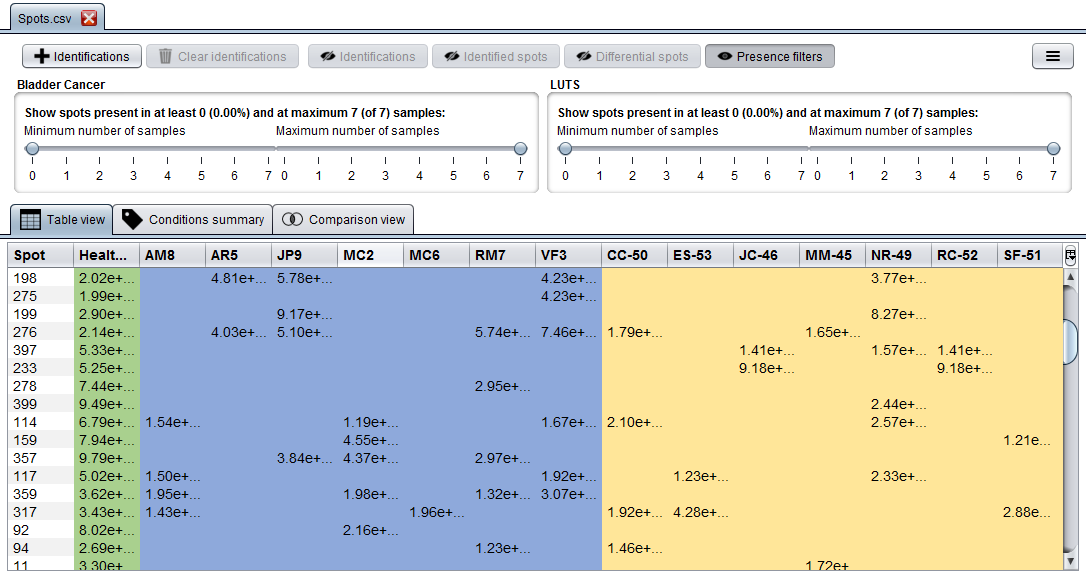 Spots.csv
Identifications Clear identifications Identifications Identified spots Differential spots Presence filters
Bladder Cancer LUTS
Show spots present in at least 0 (0.00%) and at maximum 7 (of 7) samples: Show spots present in at least 0 (0.00%) and at maximum 7 (of 7) samples:
Minimum number of samples Maximum number of samples Minimum number of samples Maximum number of samples
0 1 2 3 4 5 6 7 0 1 2 3 4 5 6 7 0 1 2 3 4 5 6 7 0 1 2 3 4 5 6 7
Table view Conditions summary Comparison view
Spot Healt... AM8 AR5 JP9 MC2 MC6 RM7 VF3 CC-50 ES-53 JC-46 MM-45 NR-49 RC-52 SF-51
198 2.02e+... 4.81e+... 5.78e+... 4.23e+... 3.77e+...
275 1.99e+... 4.23e+...
199 2.90e+... 9.17e+... 8.27e+...
276 2.14e+... 4.03e+... 5.10e+... 5.74e+... 7.46e+... 1.79e+... 1.65e+...
397 5.33e+... 1.41e+... 1.57e+... 1.41e+...
233 5.25e+... 9.18e+... 9.18e+...
278 7.44e+... 2.95e+...
399 9.49e+... 2.44e+...
114 6.79e+... 1.54e+... 1.19e+... 1.67e+... 2.10e+... 2.57e+...
159 7.94e+... 4.55e+... 1.21e...
357 9.79e+... 3.84e+... 4.37e+... 2.97e+...
117 5.02e+... 1.50e+... 1.92e+... 1.23e+... 2.33e+...
359 3.62e+... 1.95e+... 1.98e+... 1.32e+... 3.07e+...
317 3.43e+... 1.43e+... 1.96e+... 1.92e+... 4.28e+... 2.88e...
92 8.02e+... 2.16e+...
94 2.69e+... 1.23e+... 1.46e+...
11 3.30e+ 1.72e+